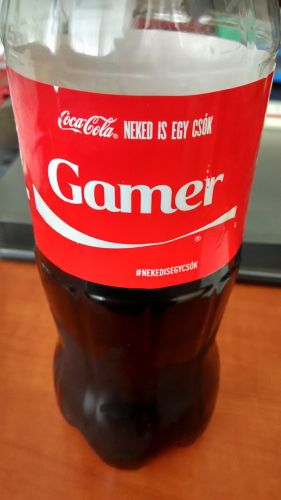 Coca-Cola® NEKED IS EGY CSÓK
Gamer
®
#NEKEDISEGYCSÓK